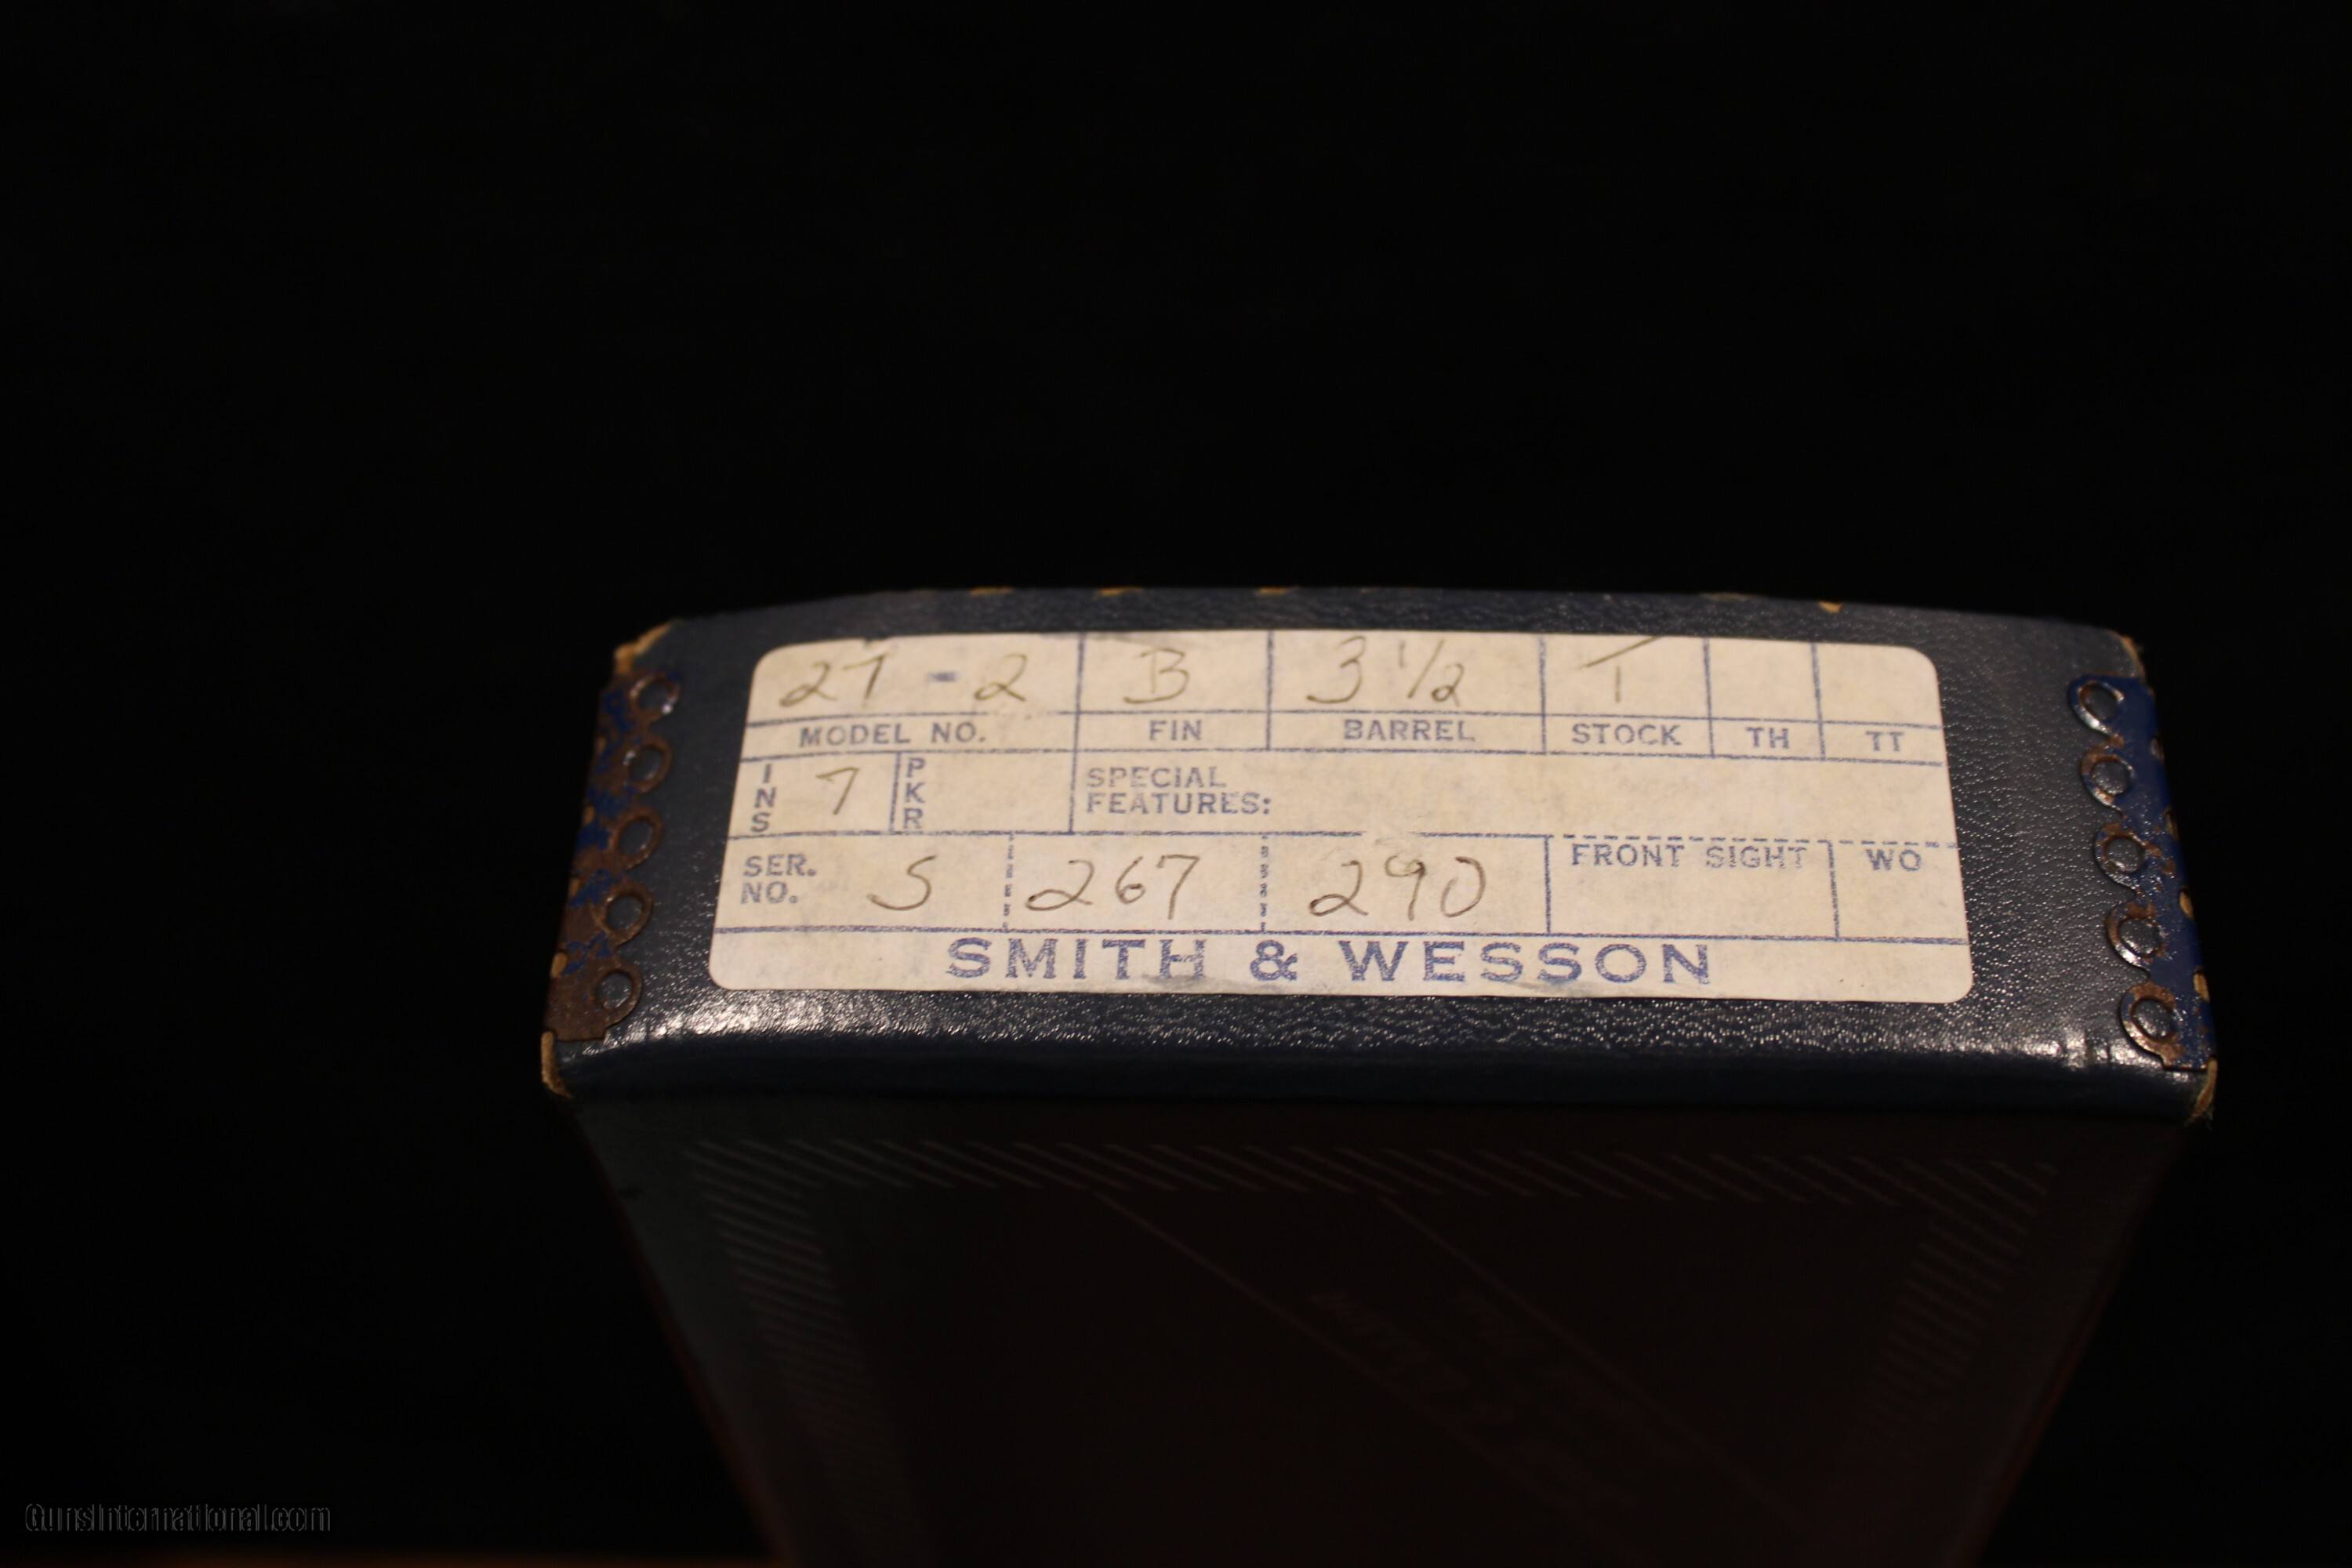 27 - 2 B 3 1/2 T
MODEL NO. FIN BARREL STOCK TH TT
INS 7 PKR SPECIAL
FEATURES:
SER. NO. S 267 290 FRONT SIGHT WO
SMITH & WESSON
GunsInternational.com